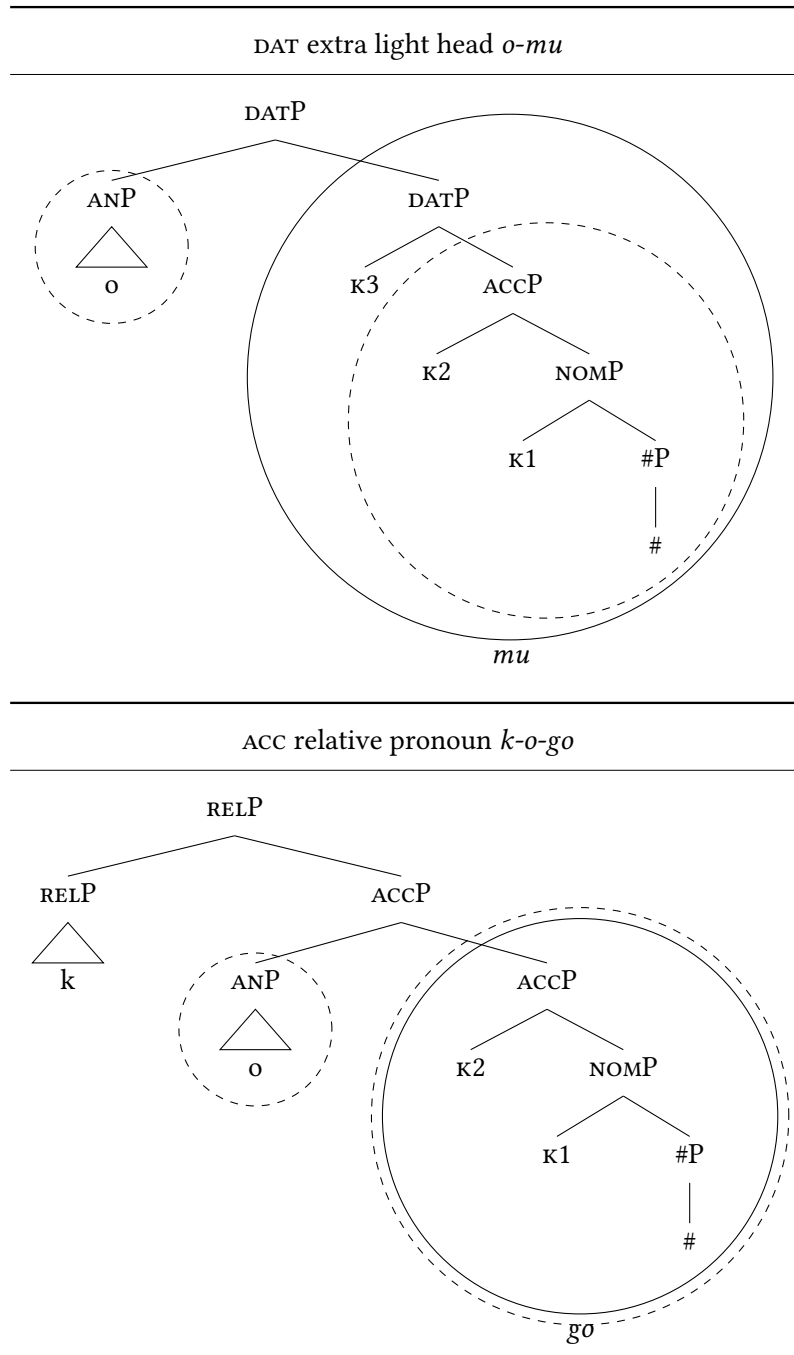 DAT extra light head o-mu
DATP
ANP DATP
o K3 ACCP
K2 NOMP
K1 #P
#
mu
ACC relative pronoun k-o-go
RELP
RELP ACCP
k ANP ACCP
o K2 NOMP
K1 #P
#
go